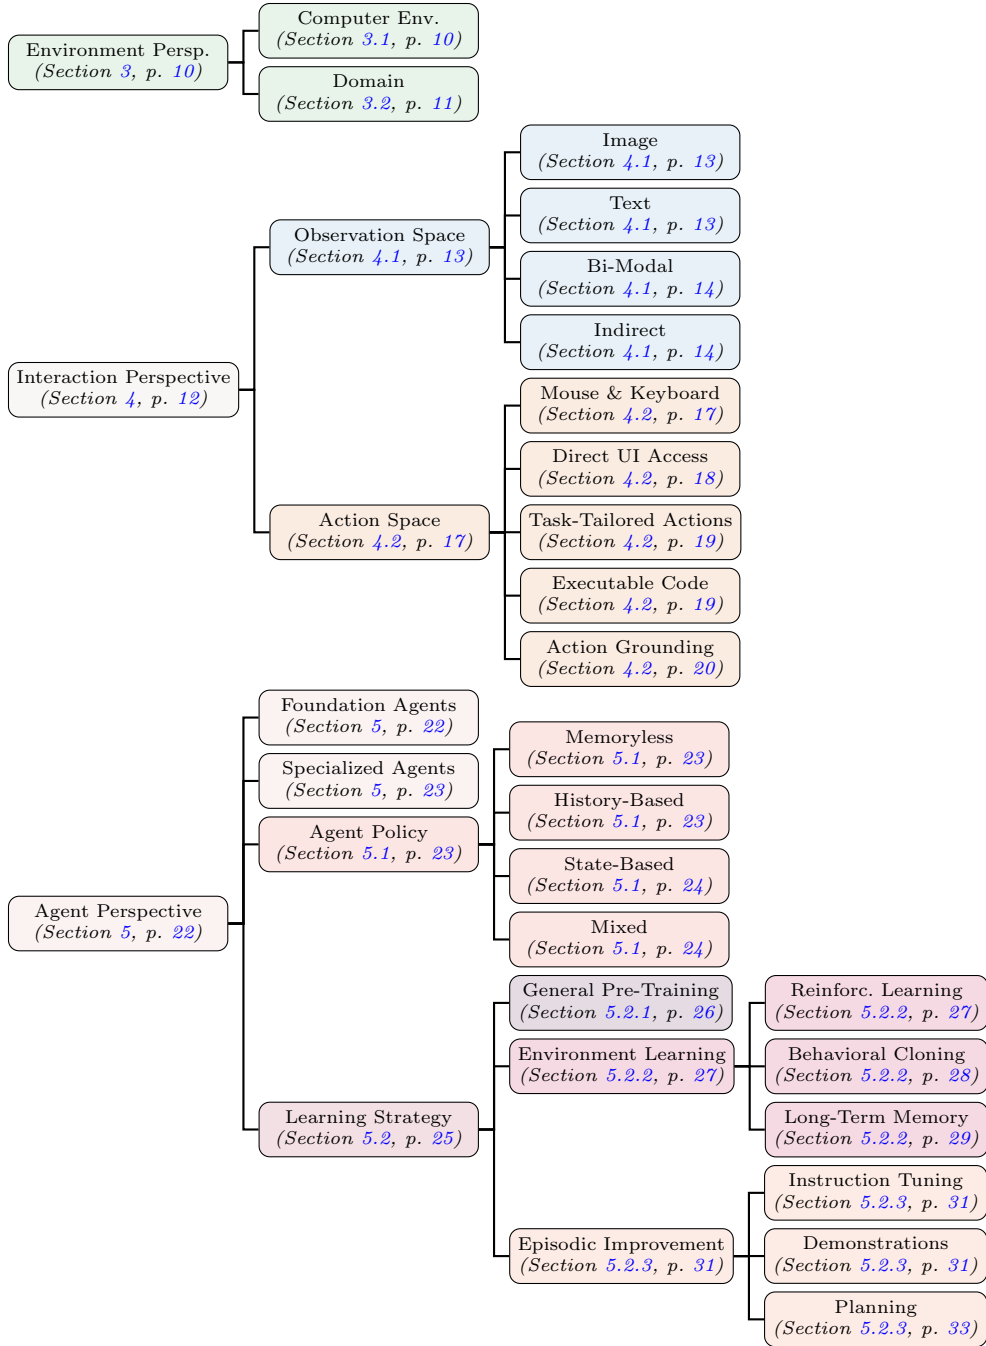 Environment Persp.
(Section 3, p. 10)
Computer Env.
(Section 3.1, p. 10)
Domain
(Section 3.2, p. 11)
Interaction Perspective
(Section 4, p. 12)
Observation Space
(Section 4.1, p. 13)
Image
(Section 4.1, p. 13)
Text
(Section 4.1, p. 13)
Bi-Modal
(Section 4.1, p. 14)
Indirect
(Section 4.1, p. 14)
Action Space
(Section 4.2, p. 17)
Mouse & Keyboard
(Section 4.2, p. 17)
Direct UI Access
(Section 4.2, p. 18)
Task-Tailored Actions
(Section 4.2, p. 19)
Executable Code
(Section 4.2, p. 19)
Action Grounding
(Section 4.2, p. 20)
Agent Perspective
(Section 5, p. 22)
Foundation Agents
(Section 5, p. 22)
Specialized Agents
(Section 5, p. 23)
Agent Policy
(Section 5.1, p. 23)
Memoryless
(Section 5.1, p. 23)
History-Based
(Section 5.1, p. 23)
State-Based
(Section 5.1, p. 24)
Mixed
(Section 5.1, p. 24)
Learning Strategy
(Section 5.2, p. 25)
General Pre-Training
(Section 5.2.1, p. 26)
Environment Learning
(Section 5.2.2, p. 27)
Reinforc. Learning
(Section 5.2.2, p. 27)
Behavioral Cloning
(Section 5.2.2, p. 28)
Long-Term Memory
(Section 5.2.2, p. 29)
Episodic Improvement
(Section 5.2.3, p. 31)
Instruction Tuning
(Section 5.2.3, p. 31)
Demonstrations
(Section 5.2.3, p. 31)
Planning
(Section 5.2.3, p. 33)